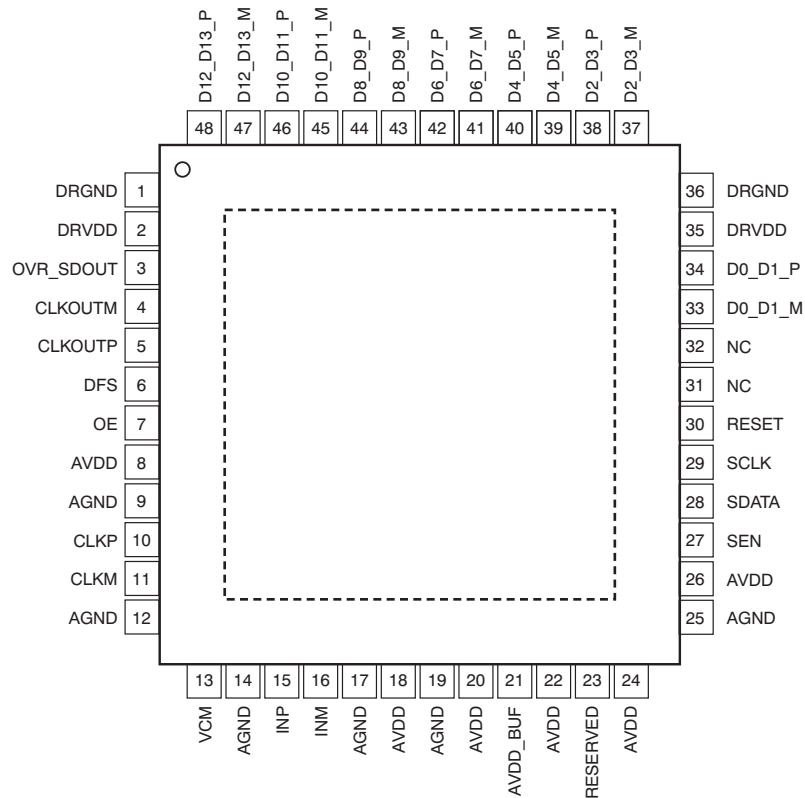 D12_D13_P
D12_D13_M
D10_D11_P
D10_D11_M
D8_D9_P
D8_D9_M
D6_D7_P
D6_D7_M
D4_D5_P
D4_D5_M
D2_D3_P
D2_D3_M
48 47 46 45 44 43 42 41 40 39 38 37
DRGND 1
DRVDD 2
OVR_SDOUT 3
CLKOUTM 4
CLKOUTP 5
DFS 6
OE 7
AVDD 8
AGND 9
CLKP 10
CLKM 11
AGND 12
36 DRGND
35 DRVDD
34 D0_D1_P
33 D0_D1_M
32 NC
31 NC
30 RESET
29 SCLK
28 SDATA
27 SEN
26 AVDD
25 AGND
13 14 15 16 17 18 19 20 21 22 23 24
VCM
AGND
INP
INM
AGND
AVDD
AGND
AVDD
AVDD_BUF
AVDD
RESERVED
AVDD